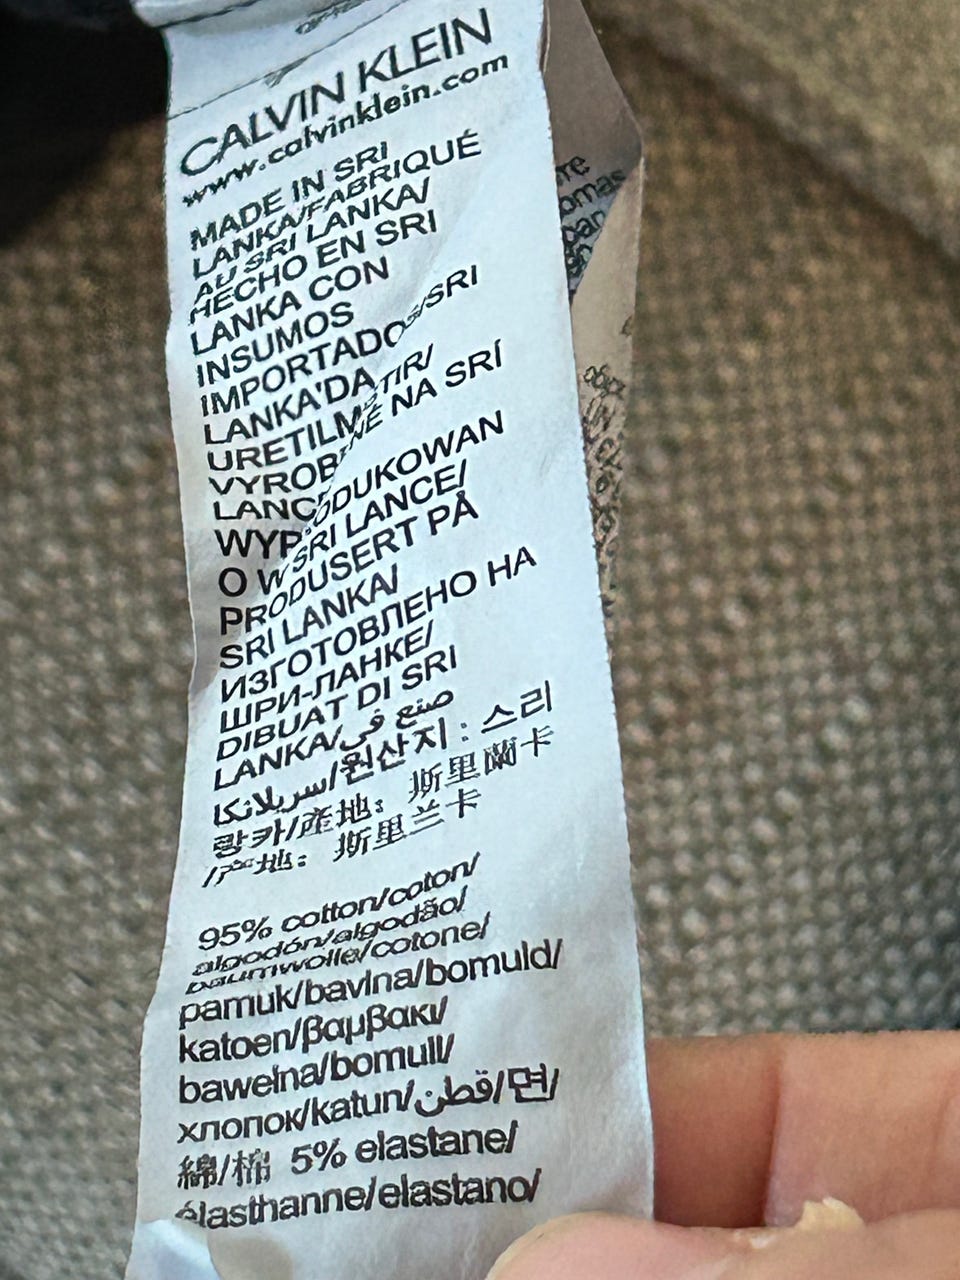 CALVIN KLEIN
www.calvinklein.com
MADE IN SRI
LANKA/FABRIQUÉ
AU SRI LANKA/
HECHO EN SRI
LANKA CON
INSUMOS
IMPORTADOS/SRI
LANKA'DA
URETILMSTIR/
VYROBENÉ NA SRÍ
LANCE
WYPRODUKOWAN
O W SRI LANCE/
PRODUSERT PÅ
SRI LANKA/
ИЗГОТОВЛЕНО НА
ШРИ-ЛАНКЕ/
DIBUAT DI SRI
LANKA/صنع في
سريلانكا/원산지 : 스리
랑카/産地：斯里蘭卡
/产地：斯里兰卡
95% cotton/coton/
algodón/algodão/
baumwolle/cotone/
pamuk/bavlna/bomuld/
katoen/βαμβακι/
bawełna/bomull/
хлопок/katun/قطن/면/
綿/棉 5% elastane/
élasthanne/elastano/